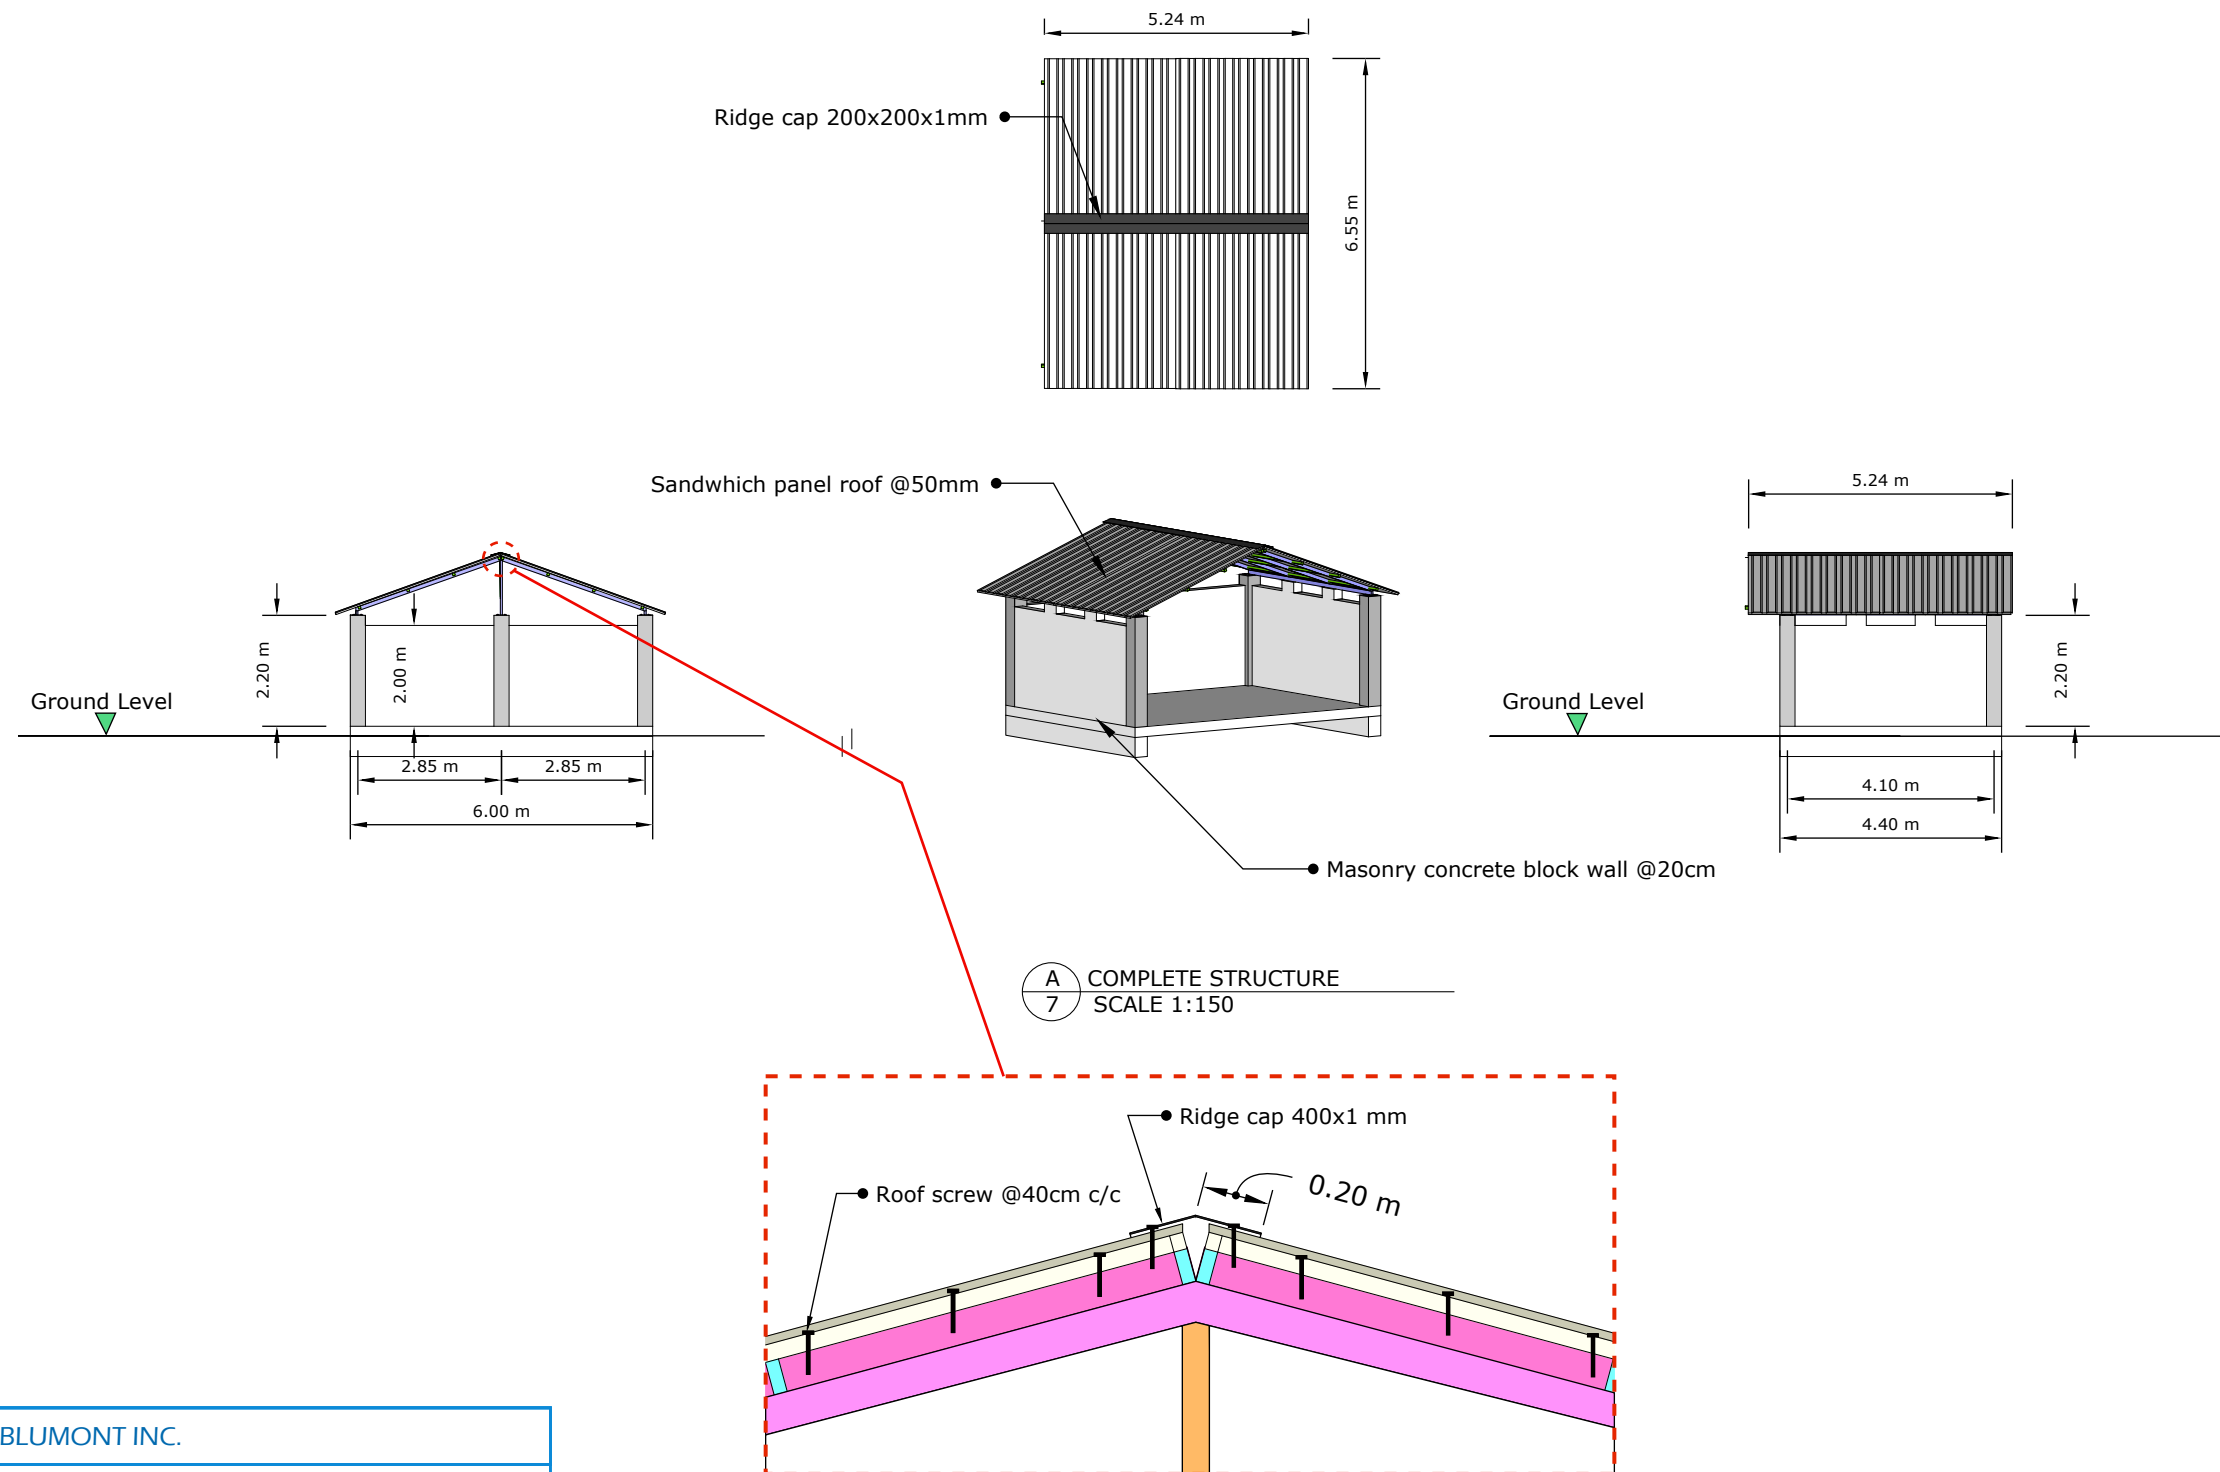 5.24 m
Ridge cap 200x200x1mm
6.55 m
Sandwhich panel roof @50mm
5.24 m
2.20 m
2.00 m
Ground Level
2.85 m
2.85 m
6.00 m
Ground Level
2.20 m
4.10 m
4.40 m
Masonry concrete block wall @20cm
A
7
COMPLETE STRUCTURE
SCALE 1:150
Ridge cap 400x1 mm
Roof screw @40cm c/c
0.20 m
BLUMONT INC.